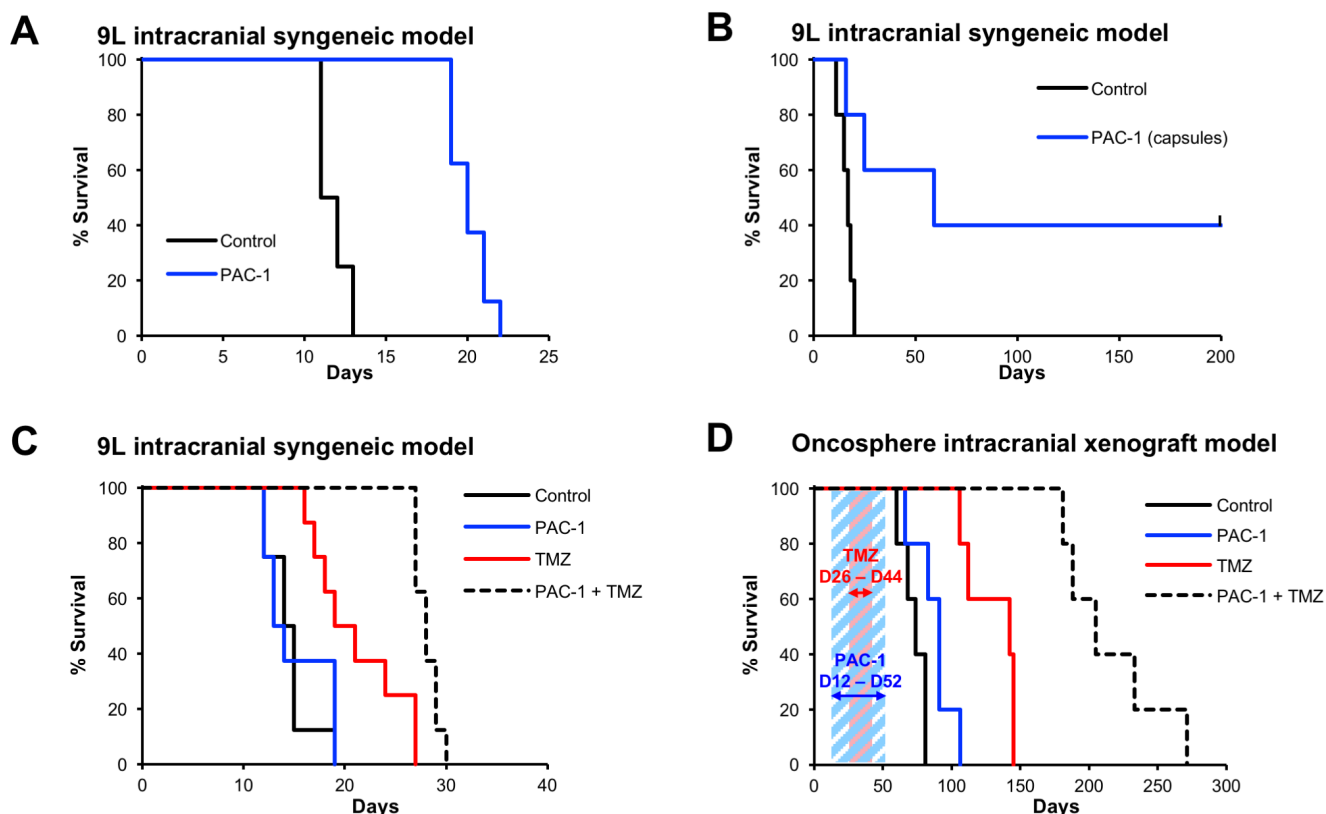 A
9L intracranial syngeneic model
% Survival
100
80
60
40
20
0
Control
PAC-1
0 5 10 15 20 25
Days
B
9L intracranial syngeneic model
% Survival
100
80
60
40
20
0
Control
PAC-1 (capsules)
0 50 100 150 200
Days
C
9L intracranial syngeneic model
% Survival
100
80
60
40
20
0
Control
PAC-1
TMZ
PAC-1 + TMZ
0 10 20 30 40
Days
D
Oncosphere intracranial xenograft model
% Survival
100
80
60
40
20
0
TMZ
D26 – D44
PAC-1
D12 – D52
Control
PAC-1
TMZ
PAC-1 + TMZ
0 50 100 150 200 250 300
Days